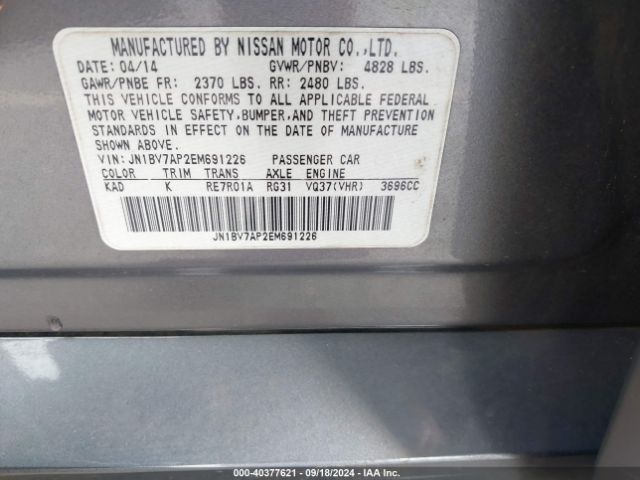 MANUFACTURED BY NISSAN MOTOR CO.,LTD.
DATE: 04/14 GVWR/PNBV: 4828 LBS.
GAWR/PNBE FR: 2370 LBS. RR: 2480 LBS.
THIS VEHICLE CONFORMS TO ALL APPLICABLE FEDERAL
MOTOR VEHICLE SAFETY,BUMPER,AND THEFT PREVENTION
STANDARDS IN EFFECT ON THE DATE OF MANUFACTURE
SHOWN ABOVE.
VIN: JN1BV7AP2EM691226 PASSENGER CAR
COLOR TRIM TRANS AXLE ENGINE
KAD K RE7R01A RG31 VQ37(VHR) 3696CC
JN1BV7AP2EM691226
000-40377621 - 09/18/2024 - IAA Inc.